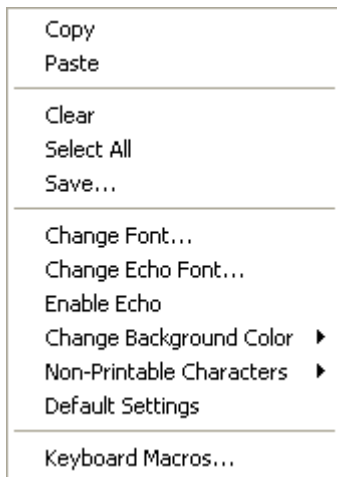 Copy
Paste
Clear
Select All
Save...
Change Font...
Change Echo Font...
Enable Echo
Change Background Color
Non-Printable Characters
Default Settings
Keyboard Macros...